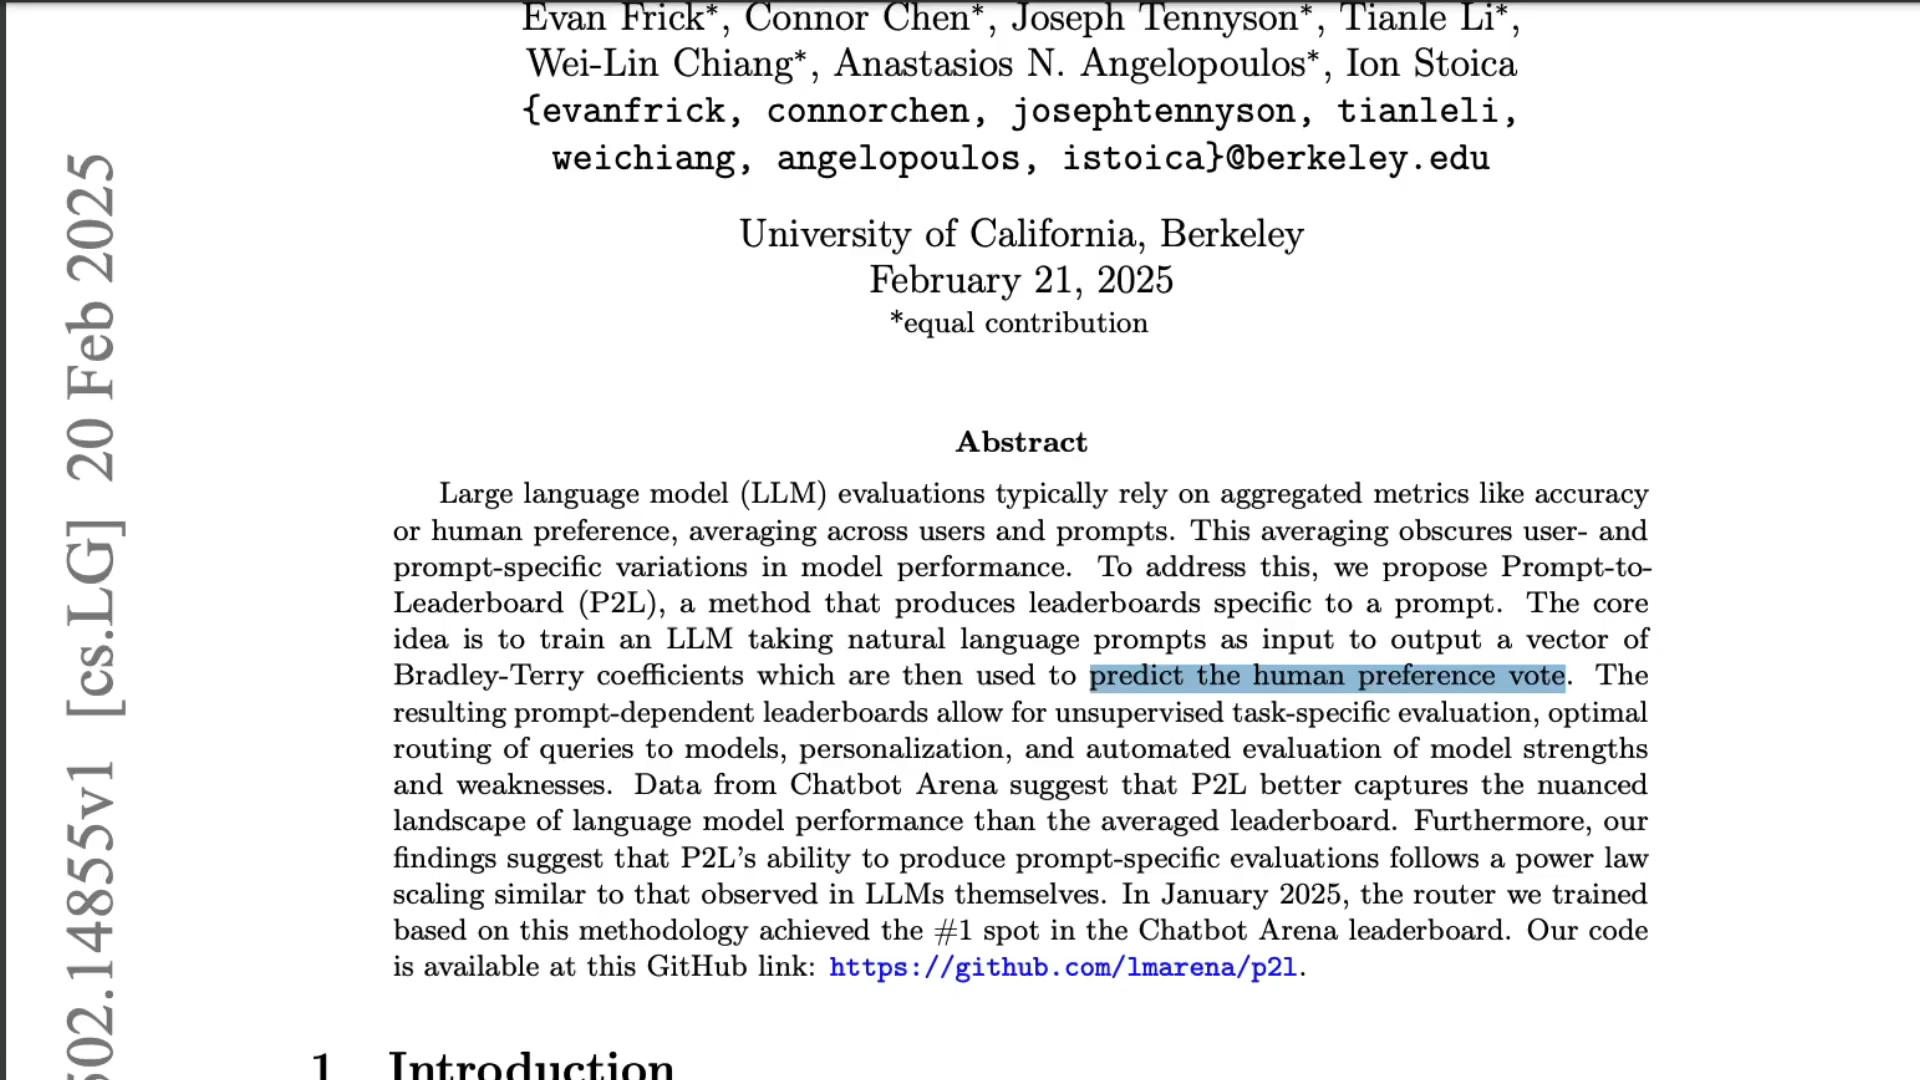 Evan Frick*, Connor Chen*, Joseph Tennyson*, Tianle Li*,
Wei-Lin Chiang*, Anastasios N. Angelopoulos*, Ion Stoica
{evanfrick, connorchen, josephtennyson, tianleli,
weichiang, angelopoulos, istoica}@berkeley.edu
University of California, Berkeley
February 21, 2025
*equal contribution
Abstract
Large language model (LLM) evaluations typically rely on aggregated metrics like accuracy
or human preference, averaging across users and prompts. This averaging obscures user- and
prompt-specific variations in model performance. To address this, we propose Prompt-to-
Leaderboard (P2L), a method that produces leaderboards specific to a prompt. The core
idea is to train an LLM taking natural language prompts as input to output a vector of
Bradley-Terry coefficients which are then used to predict the human preference vote. The
resulting prompt-dependent leaderboards allow for unsupervised task-specific evaluation, optimal
routing of queries to models, personalization, and automated evaluation of model strengths
and weaknesses. Data from Chatbot Arena suggest that P2L better captures the nuanced
landscape of language model performance than the averaged leaderboard. Furthermore, our
findings suggest that P2L's ability to produce prompt-specific evaluations follows a power law
scaling similar to that observed in LLMs themselves. In January 2025, the router we trained
based on this methodology achieved the #1 spot in the Chatbot Arena leaderboard. Our code
is available at this GitHub link: https://github.com/lmarena/p2l.
1 Introduction
502.14855v1 [cs.LG] 20 Feb 2025